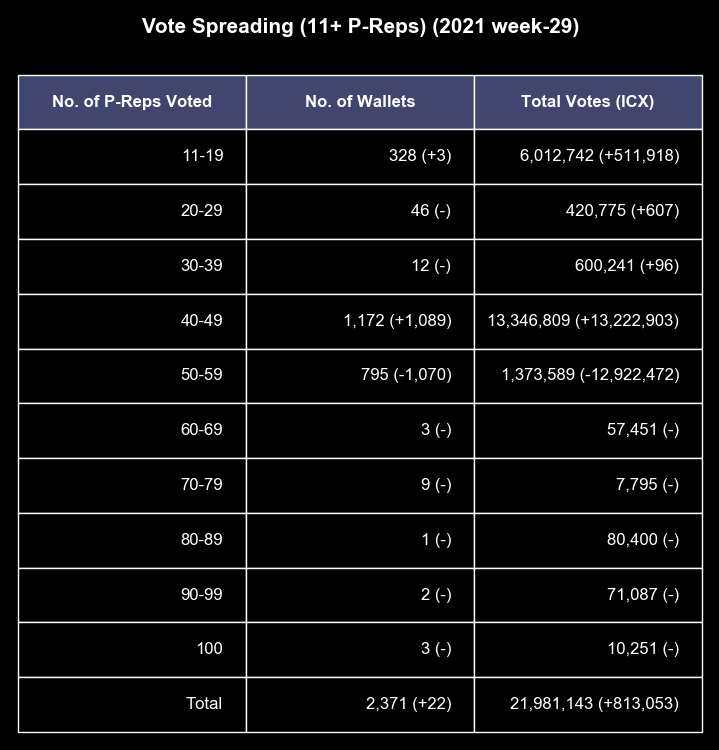 Vote Spreading (11+ P-Reps) (2021 week-29)
No. of P-Reps Voted No. of Wallets Total Votes (ICX)
11-19 328 (+3) 6,012,742 (+511,918)
20-29 46 (-) 420,775 (+607)
30-39 12 (-) 600,241 (+96)
40-49 1,172 (+1,089) 13,346,809 (+13,222,903)
50-59 795 (-1,070) 1,373,589 (-12,922,472)
60-69 3 (-) 57,451 (-)
70-79 9 (-) 7,795 (-)
80-89 1 (-) 80,400 (-)
90-99 2 (-) 71,087 (-)
100 3 (-) 10,251 (-)
Total 2,371 (+22) 21,981,143 (+813,053)